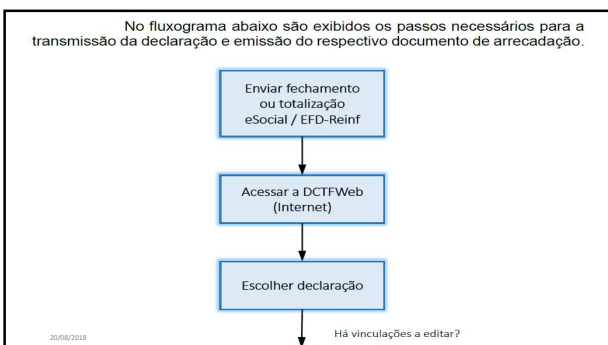 No fluxograma abaixo são exibidos os passos necessários para a
transmissão da declaração e emissão do respectivo documento de arrecadação.
Enviar fechamento
ou totalização
eSocial / EFD-Reinf
Acessar a DCTFWeb
(Internet)
Escolher declaração
Há vinculações a editar?
20/08/2018